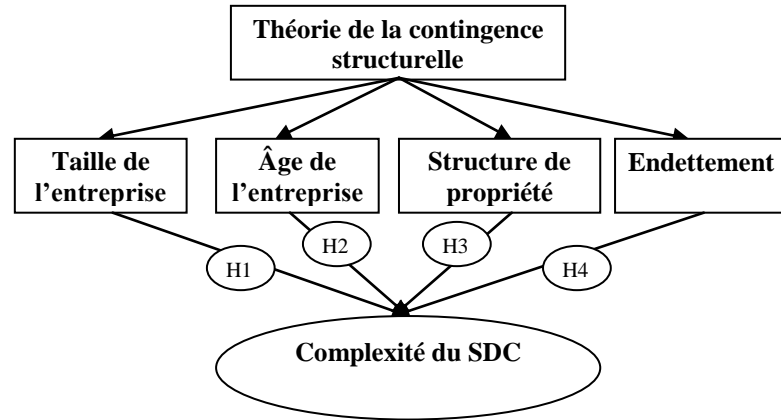 Théorie de la contingence
structurelle
Taille de
l'entreprise
Âge de
l'entreprise
Structure de
propriété
Endettement
H1
H2
H3
H4
Complexité du SDC